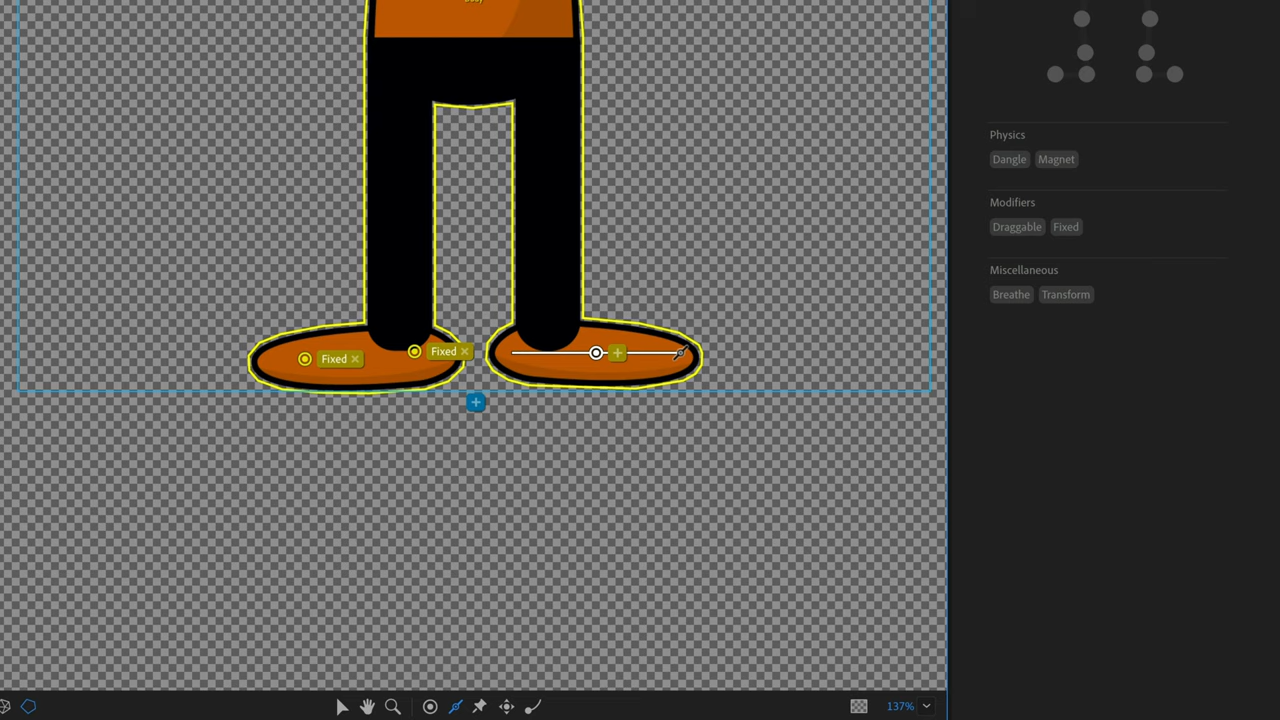 Physics
Dangle Magnet
Modifiers
Draggable Fixed
Miscellaneous
Breathe Transform
Fixed × Fixed ×
137%